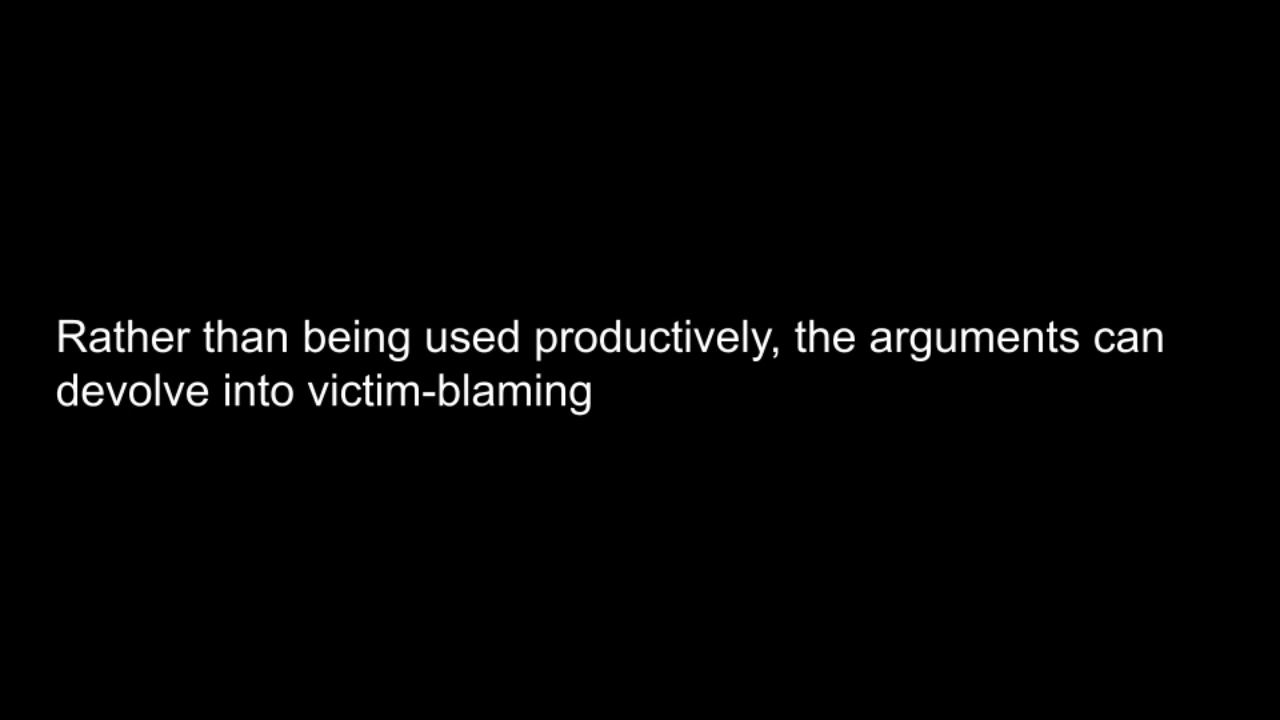 Rather than being used productively, the arguments can
devolve into victim-blaming